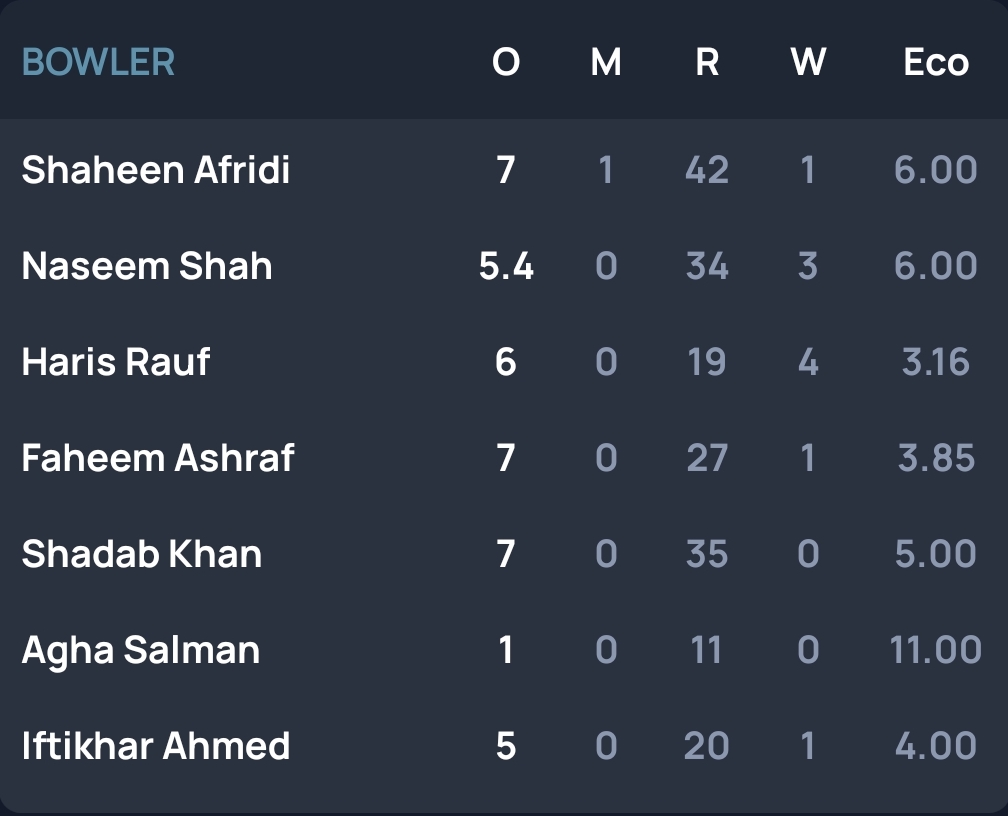 BOWLER O M R W Eco
Shaheen Afridi 7 1 42 1 6.00
Naseem Shah 5.4 0 34 3 6.00
Haris Rauf 6 0 19 4 3.16
Faheem Ashraf 7 0 27 1 3.85
Shadab Khan 7 0 35 0 5.00
Agha Salman 1 0 11 0 11.00
Iftikhar Ahmed 5 0 20 1 4.00